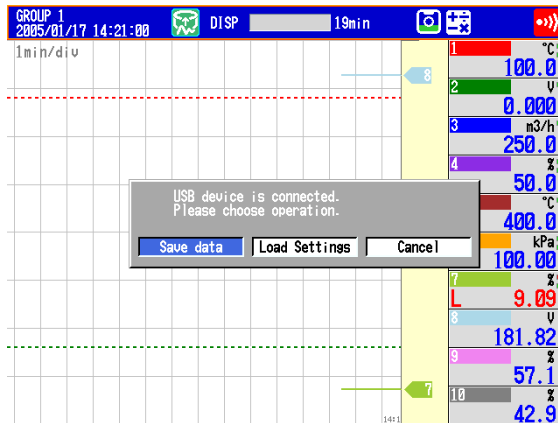 GROUP 1
2005/01/17 14:21:00
DISP
19min
1min/div
8
1 °C
100.0
2 V
0.000
3 m3/h
250.0
4 %
50.0
USB device is connected.
Please choose operation.
Save data
Load Settings
Cancel
°C
400.0
kPa
100.00
7 %
L 9.09
8 V
181.82
9 %
57.1
7
10 %
42.9